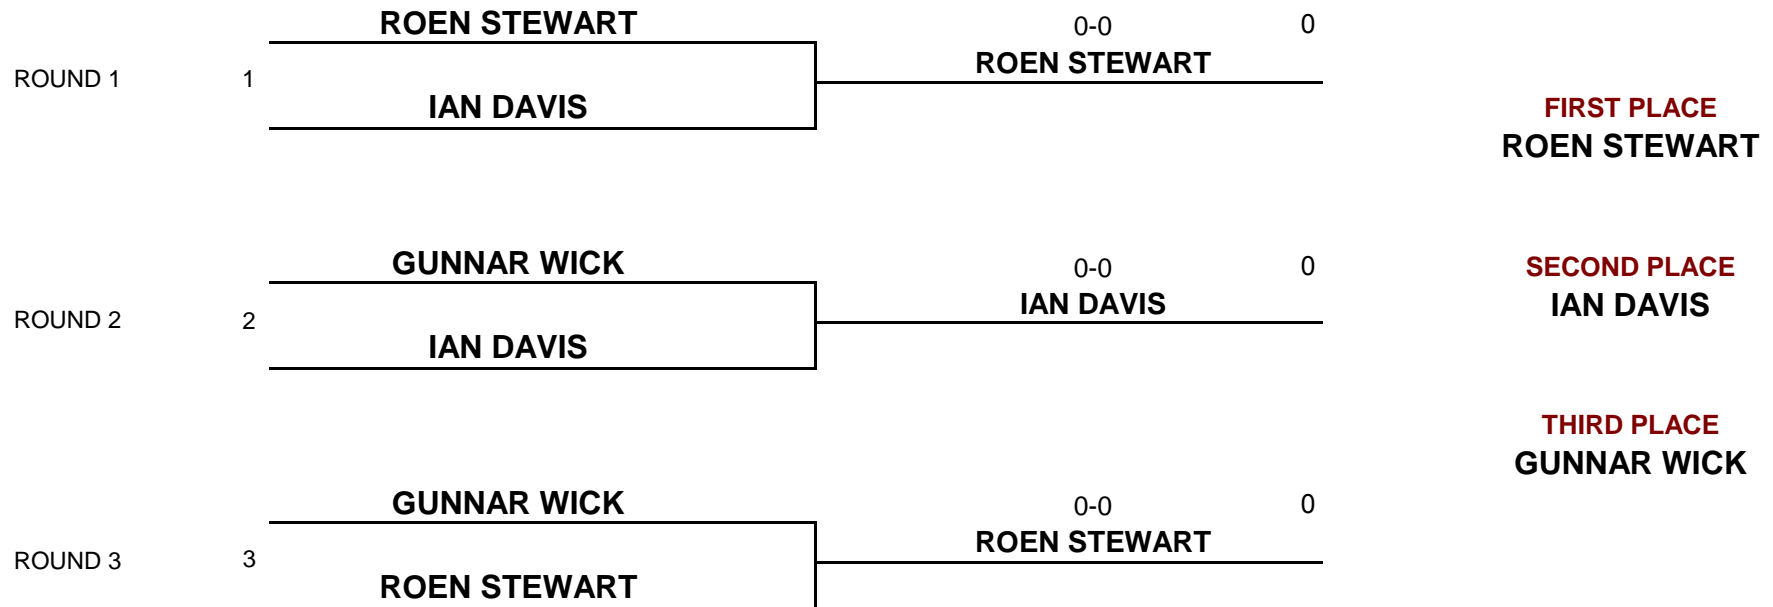 ROEN STEWART
0-0 0
ROUND 1 1 ROEN STEWART
IAN DAVIS
FIRST PLACE
ROEN STEWART
GUNNAR WICK
0-0 0
ROUND 2 2 IAN DAVIS
IAN DAVIS
SECOND PLACE
IAN DAVIS
THIRD PLACE
GUNNAR WICK
GUNNAR WICK
0-0 0
ROUND 3 3 ROEN STEWART
ROEN STEWART